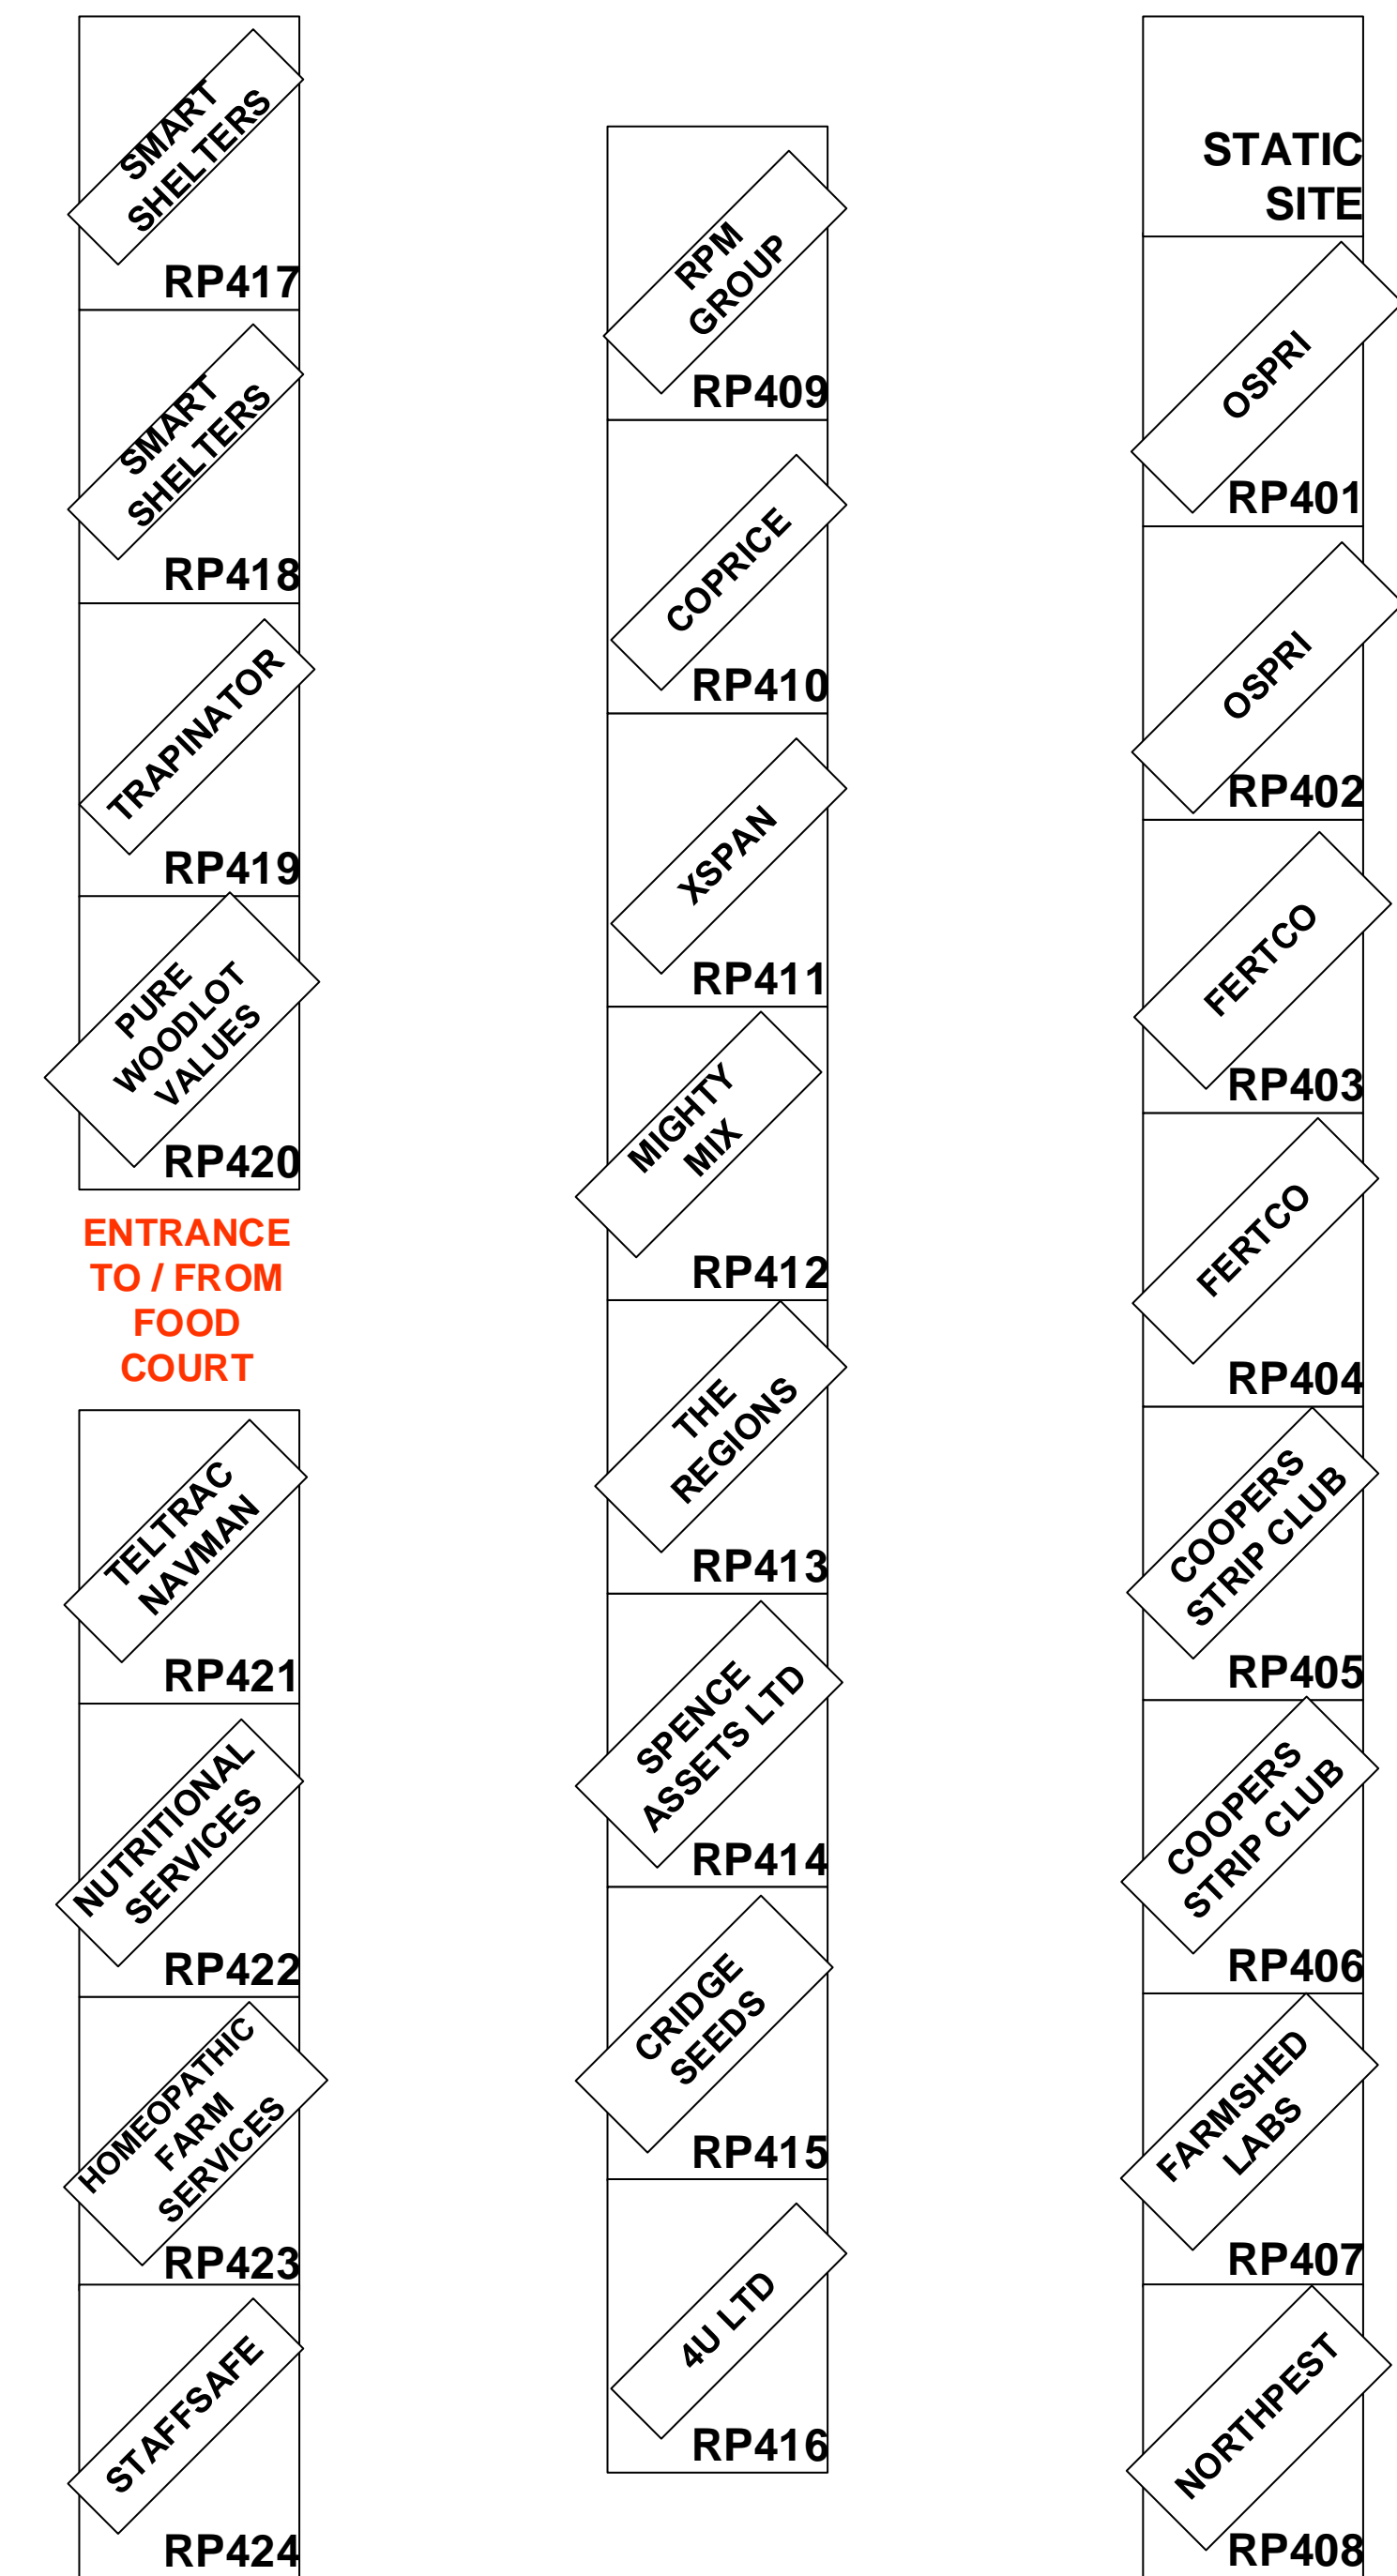 SMART
SHELTERS
RP417
SMART
SHELTERS
RP418
TRAPINATOR
RP419
PURE
WOODLOT
VALUES
RP420
ENTRANCE
TO / FROM
FOOD
COURT
TELTRAC
NAVMAN
RP421
NUTRITIONAL
SERVICES
RP422
HOMEOPATHIC
FARM
SERVICES
RP423
STAFFSAFE
RP424
RPM
GROUP
RP409
COPRICE
RP410
XSPAN
RP411
MIGHTY
MIX
RP412
THE
REGIONS
RP413
SPENCE
ASSETS LTD
RP414
CRIDGE
SEEDS
RP415
4U LTD
RP416
STATIC
SITE
OSPRI
RP401
OSPRI
RP402
FERTCO
RP403
FERTCO
RP404
COOPERS
STRIP CLUB
RP405
COOPERS
STRIP CLUB
RP406
FARMSHED
LABS
RP407
NORTHPEST
RP408